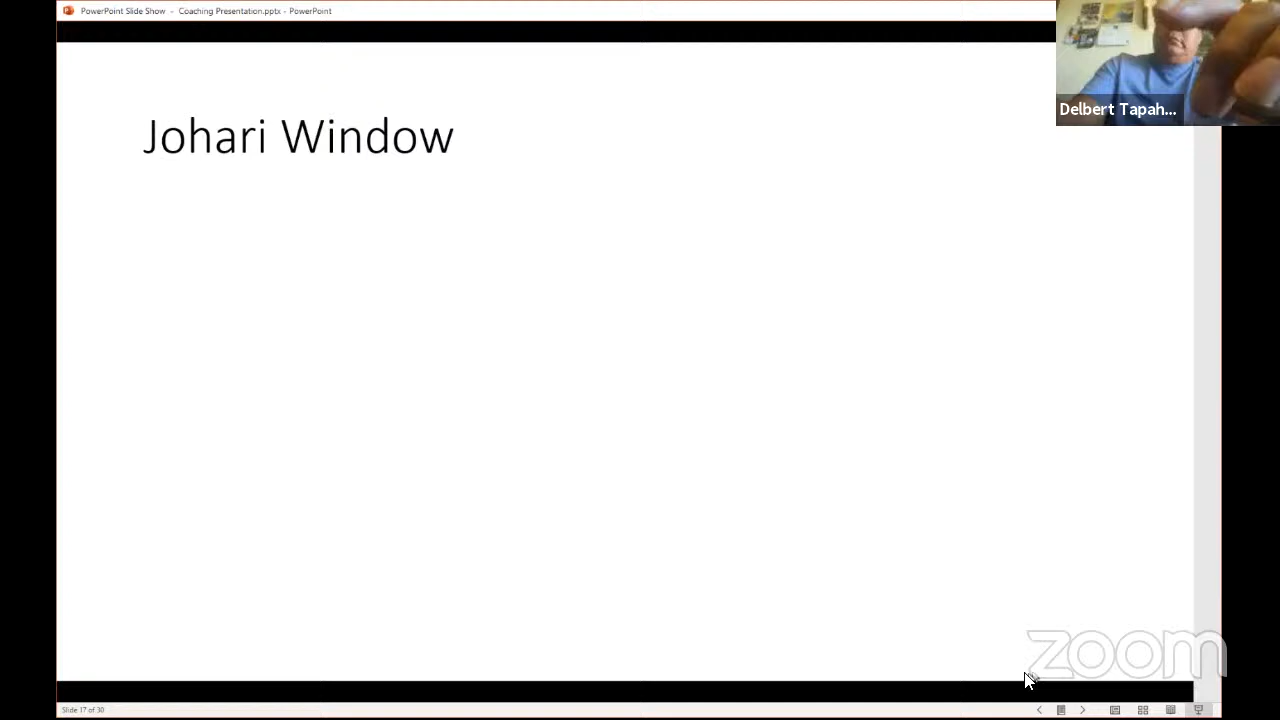 PowerPoint Slide Show - Coaching Presentation.pptx - PowerPoint
Delbert Tapah...
Johari Window
zoom
Slide 17 of 30